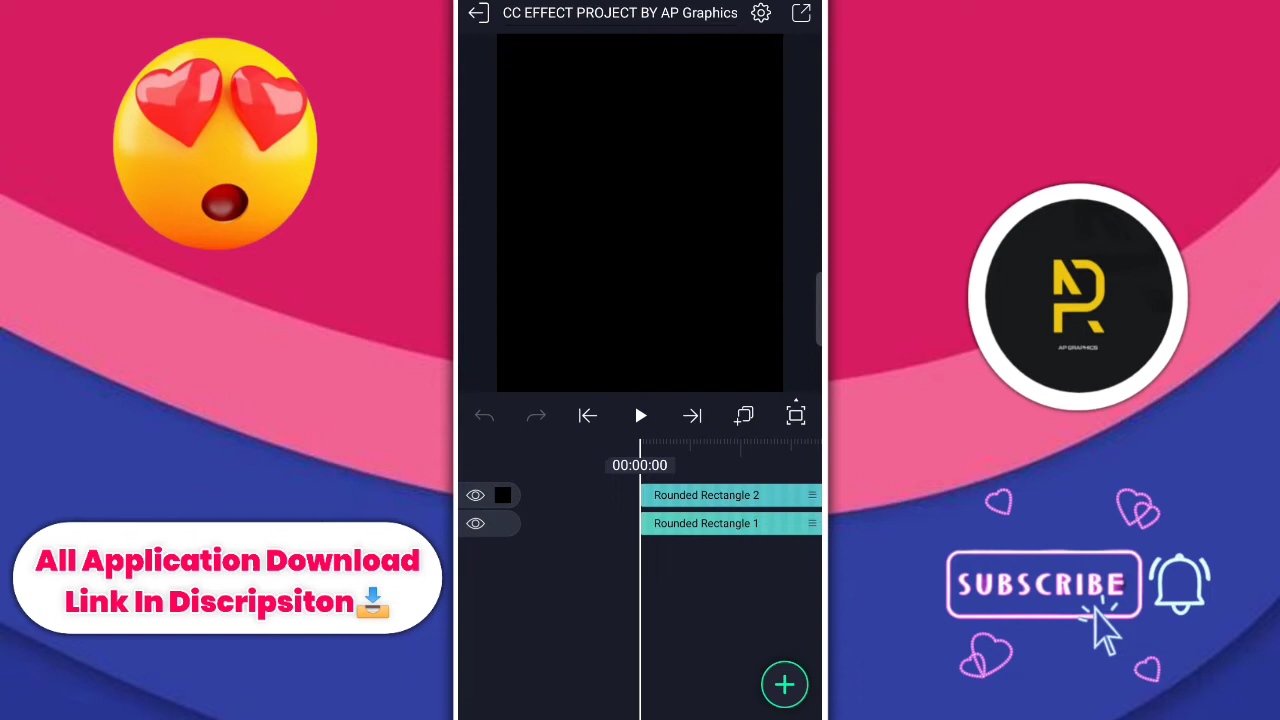 CC EFFECT PROJECT BY AP Graphics
00:00:00
Rounded Rectangle 2
Rounded Rectangle 1
All Application Download
Link In Discripsiton
AP GRAPHICS
SUBSCRIBE